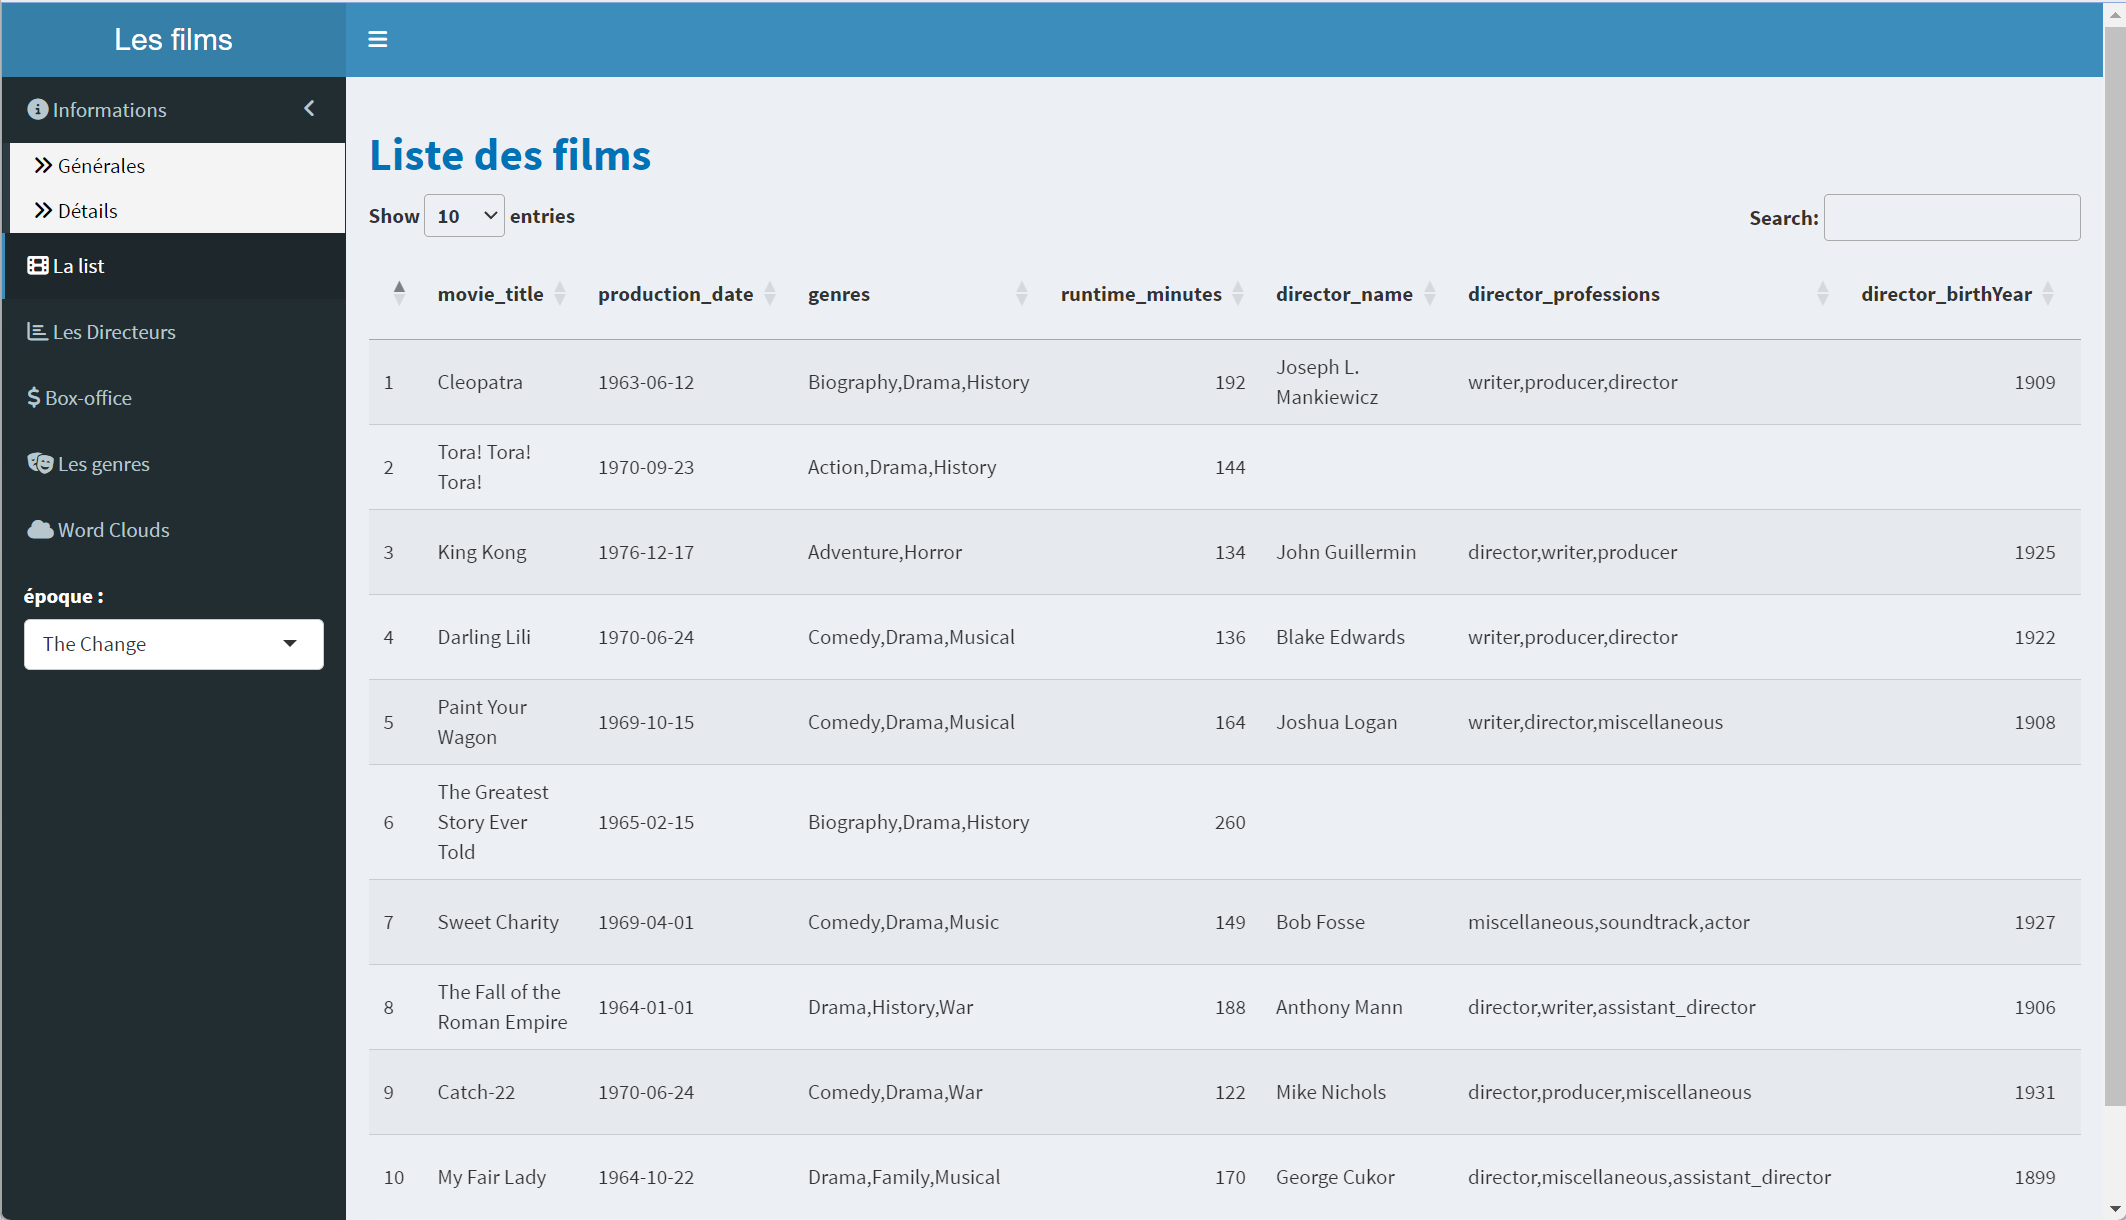 Les films
Informations
Générales
Détails
La list
Les Directeurs
Box-office
Les genres
Word Clouds
époque :
The Change
Liste des films
Show 10 entries
Search:
movie_title production_date genres runtime_minutes director_name director_professions director_birthYear
1 Cleopatra 1963-06-12 Biography,Drama,History 192 Joseph L. Mankiewicz writer,producer,director 1909
2 Tora! Tora! Tora! 1970-09-23 Action,Drama,History 144
3 King Kong 1976-12-17 Adventure,Horror 134 John Guillermin director,writer,producer 1925
4 Darling Lili 1970-06-24 Comedy,Drama,Musical 136 Blake Edwards writer,producer,director 1922
5 Paint Your Wagon 1969-10-15 Comedy,Drama,Musical 164 Joshua Logan writer,director,miscellaneous 1908
6 The Greatest Story Ever Told 1965-02-15 Biography,Drama,History 260
7 Sweet Charity 1969-04-01 Comedy,Drama,Music 149 Bob Fosse miscellaneous,soundtrack,actor 1927
8 The Fall of the Roman Empire 1964-01-01 Drama,History,War 188 Anthony Mann director,writer,assistant_director 1906
9 Catch-22 1970-06-24 Comedy,Drama,War 122 Mike Nichols director,producer,miscellaneous 1931
10 My Fair Lady 1964-10-22 Drama,Family,Musical 170 George Cukor director,miscellaneous,assistant_director 1899